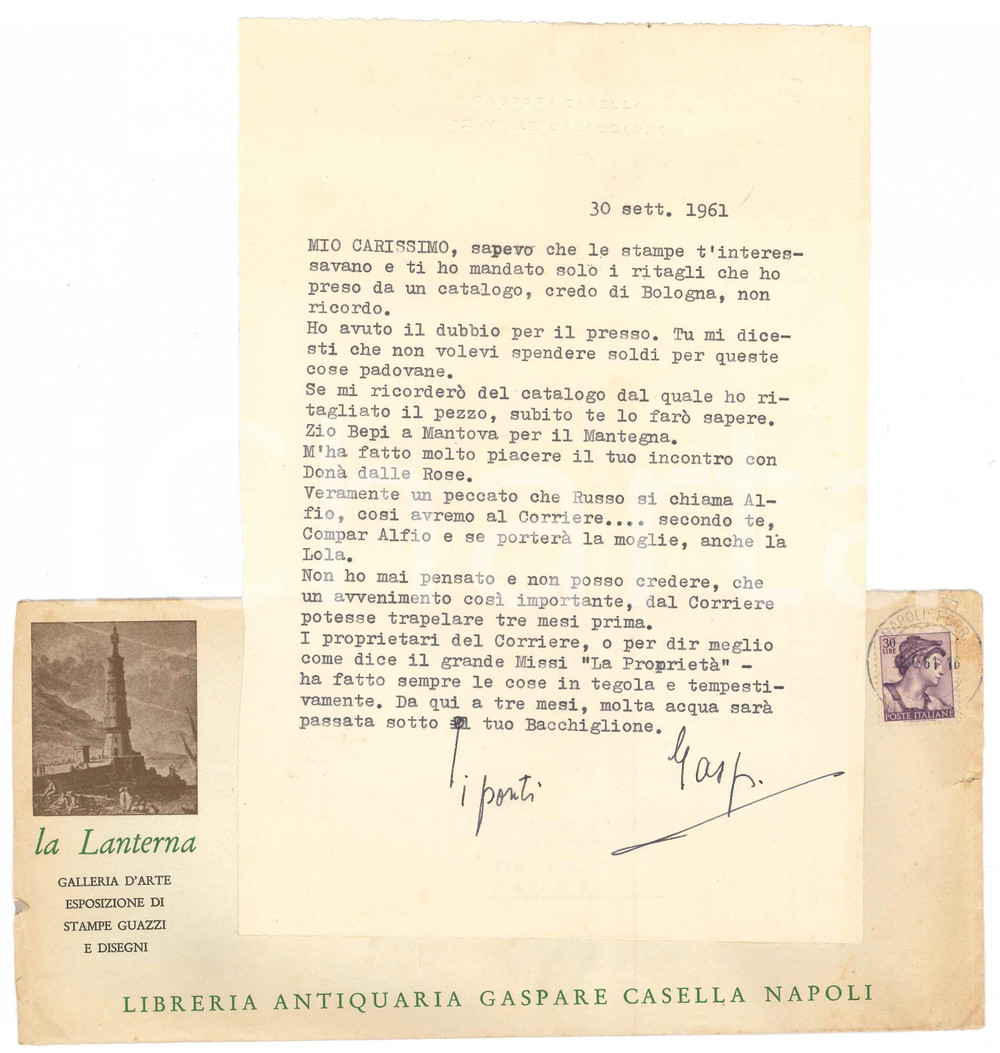 GASPARE CASELLA
30 sett. 1961
MIO CARISSIMO, sapevo che le stampe t'interes-
savano e ti ho mandato solo i ritagli che ho
preso da un catalogo, credo di Bologna, non
ricordo.
Ho avuto il dubbio per il presso. Tu mi dice-
sti che non volevi spendere soldi per queste
cose padovane.
Se mi ricorderò del catalogo dal quale ho ri-
tagliato il pezzo, subito te lo farò sapere.
Zio Bepi a Mantova per il Mantegna.
M'ha fatto molto piacere il tuo incontro con
Donà dalle Rose.
Veramente un peccato che Russo si chiama Al-
fio, cosi avremo al Corriere.... secondo te,
Compar Alfio e se porterà la moglie, anche la
Lola.
Non ho mai pensato e non posso credere, che
un avvenimento così importante, dal Corriere
potesse trapelare tre mesi prima.
I proprietari del Corriere, o per dir meglio
come dice il grande Missi "La Proprietà" -
ha fatto sempre le cose in tegola e tempesti-
vamente. Da qui a tre mesi, molta acqua sarà
passata sotto tuo Bacchiglione.
i ponti
Gasp.
NAPOLI FERR
30
LIRE
POSTE ITALIANE
la Lanterna
GALLERIA D'ARTE
ESPOSIZIONE DI
STAMPE GUAZZI
E DISEGNI
LIBRERIA ANTIQUARIA GASPARE CASELLA NAPOLI